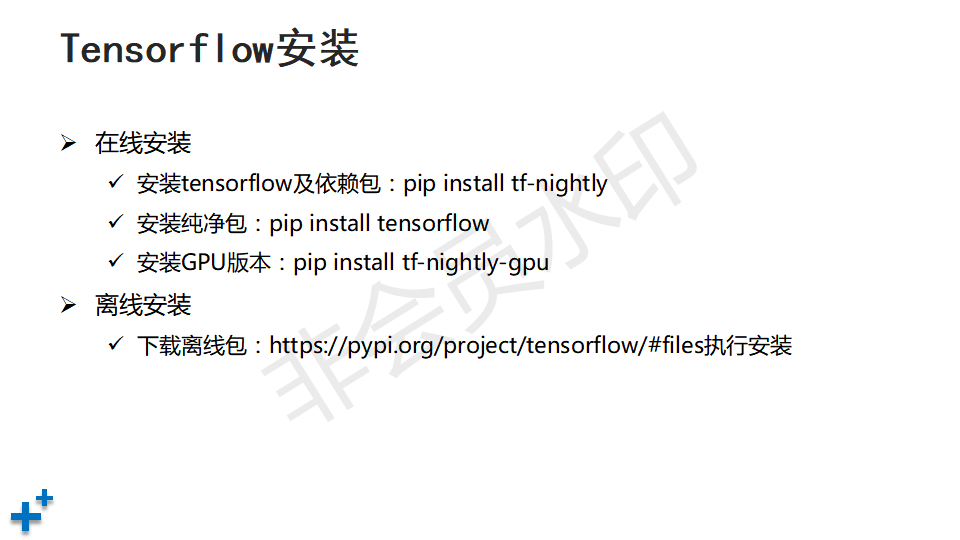 Tensorflow安装
在线安装
安装tensorflow及依赖包：pip install tf-nightly
安装纯净包：pip install tensorflow
安装GPU版本：pip install tf-nightly-gpu
离线安装
下载离线包：https://pypi.org/project/tensorflow/#files执行安装
非会员水印